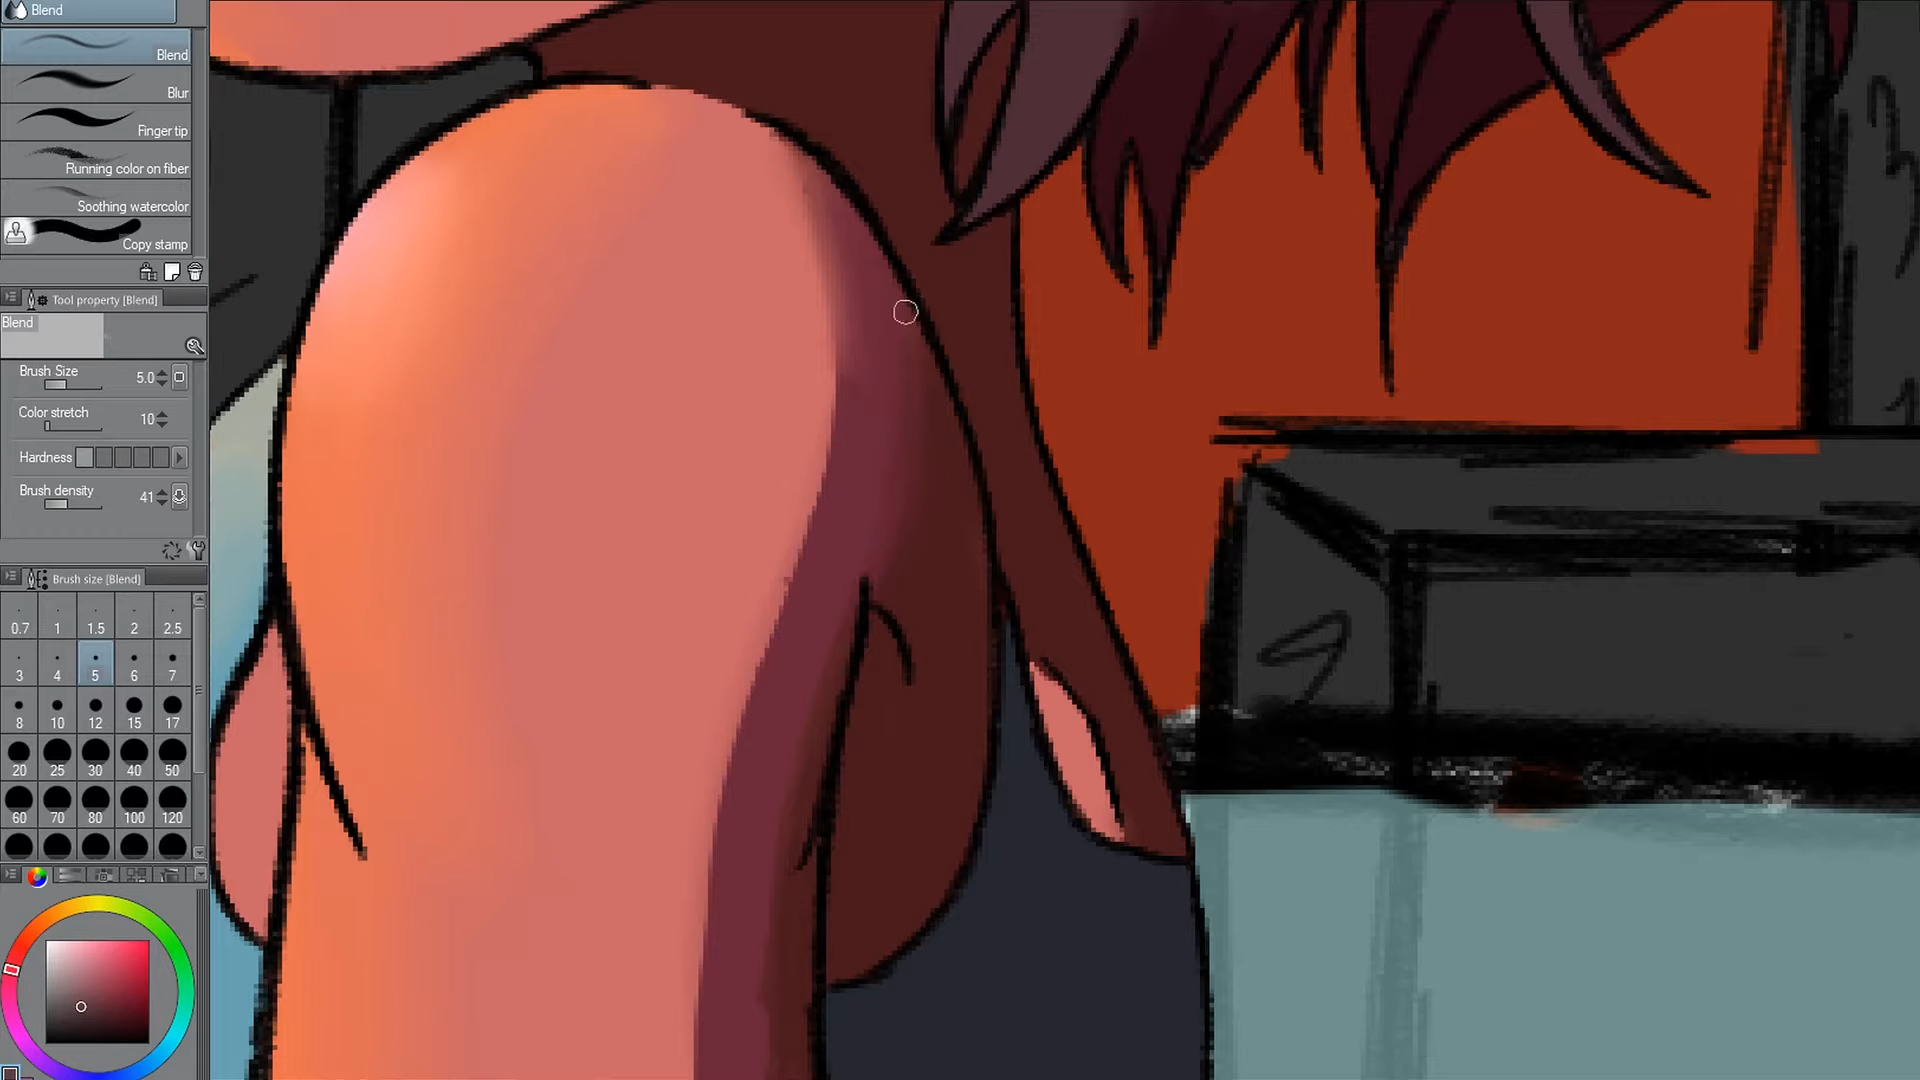 Blend
Blend
Blur
Finger tip
Running color on fiber
Soothing watercolor
Copy stamp
Tool property [Blend]
Blend
Brush Size 5.0
Color stretch 10
Hardness
Brush density 41
Brush size [Blend]
0.7 1 1.5 2 2.5
3 4 5 6 7
8 10 12 15 17
20 25 30 40 50
60 70 80 100 120